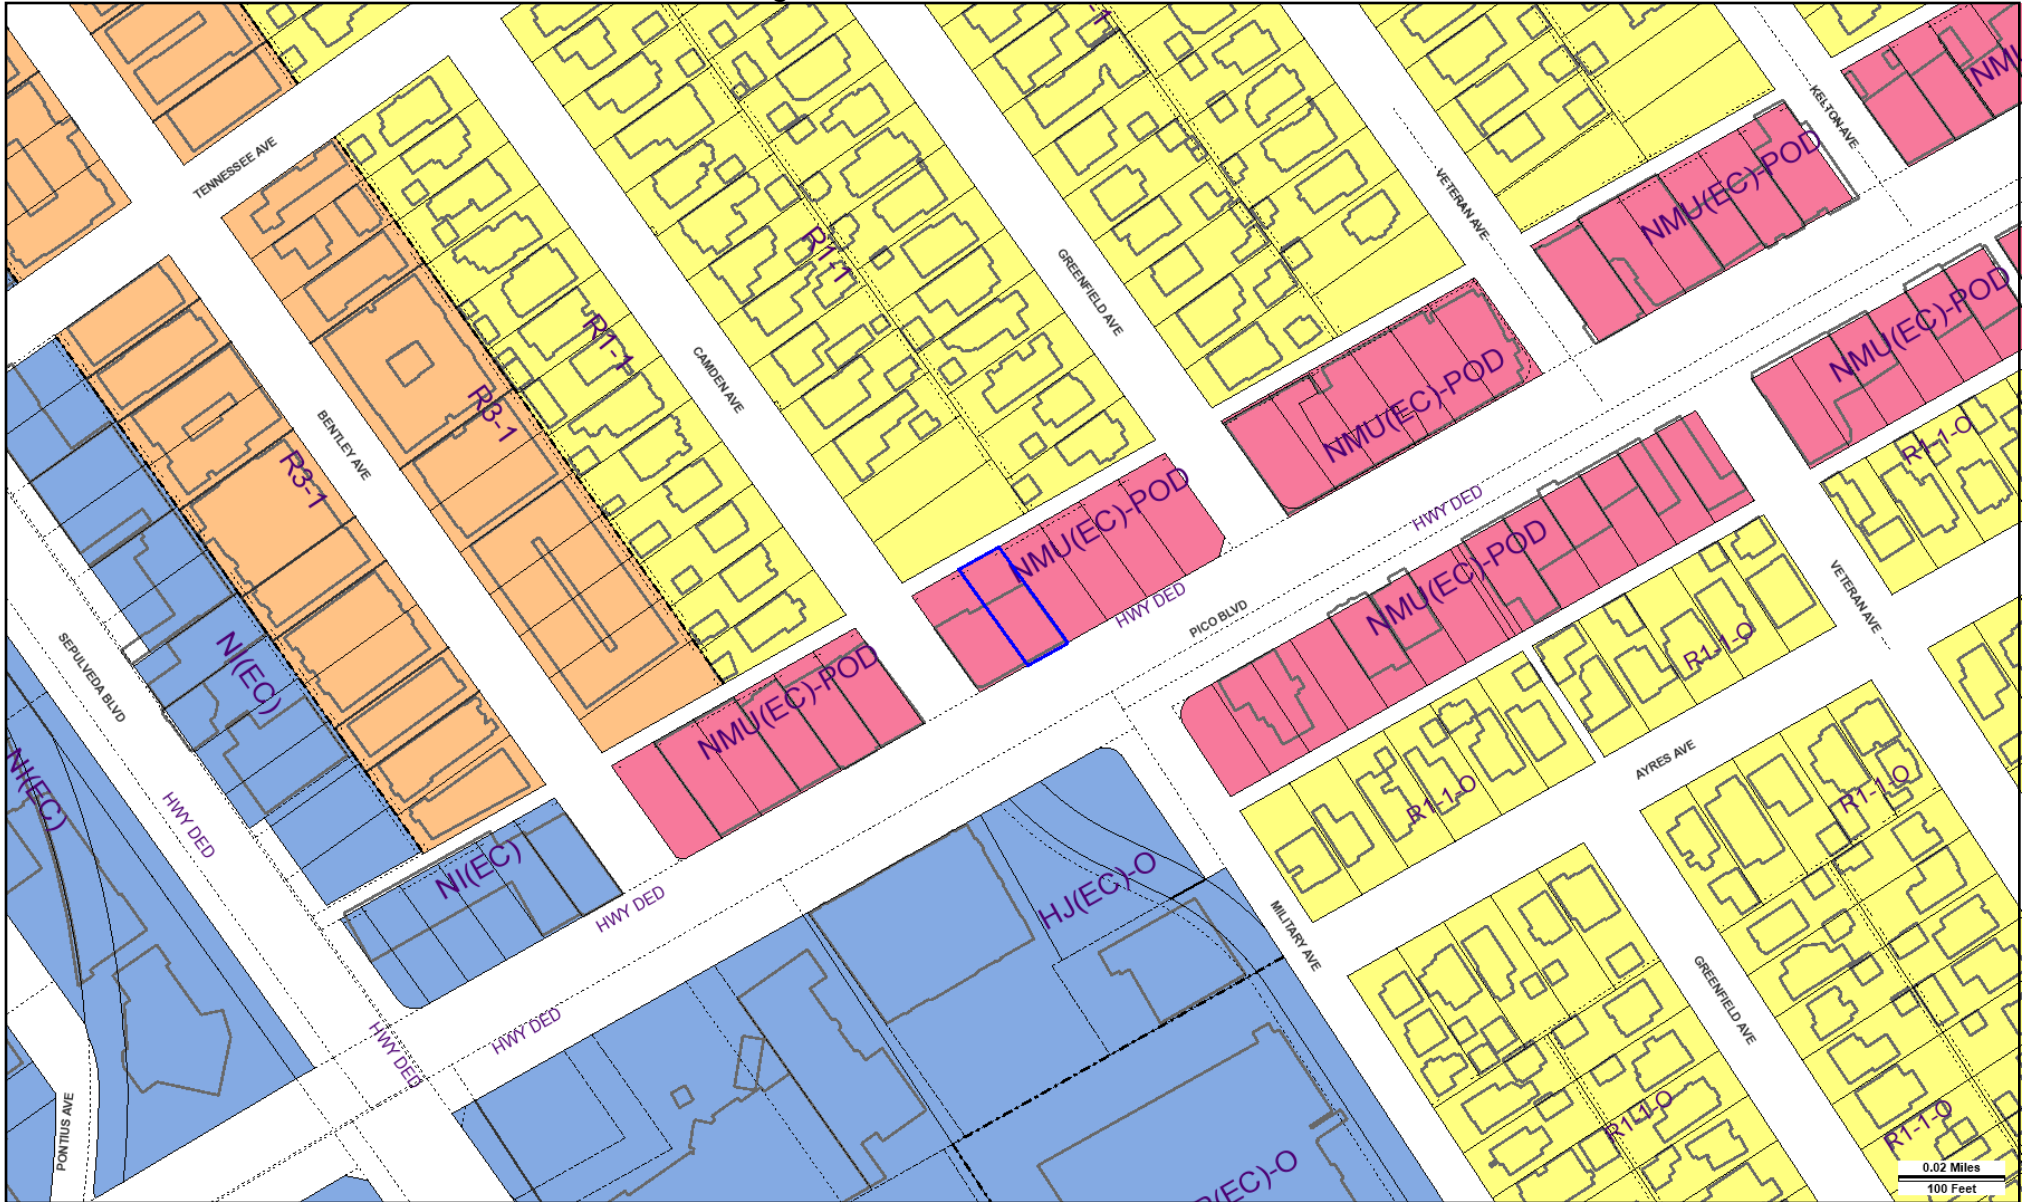 NMU
KELTON AVE
TENNESSEE AVE
NMU(EC)-POD
VETERAN AVE
R1-1
GREENFIELD AVE
NMU(EC)-POD
R1-1
CAMDEN AVE
R3-1
NMU(EC)-POD
BENTLEY AVE
R1-1-O
R3-1
NMU(EC)-POD
HWY DED
NMU(EC)-POD
HWY DED
PICO BLVD
VETERAN AVE
SEPULVEDA BLVD
NI(EC)
NMU(EC)-POD
R1-1-O
NI(EC)
AYRES AVE
HWY DED
R1-1-O
R1-1-O
NI(EC)
HJ(EC)-O
HWY DED
MILITARY AVE
GREENFIELD AVE
HWY DED
HWY DED
PONTIUS AVE
R1-1-O
R1-1-O
(EC)-O
0.02 Miles
100 Feet